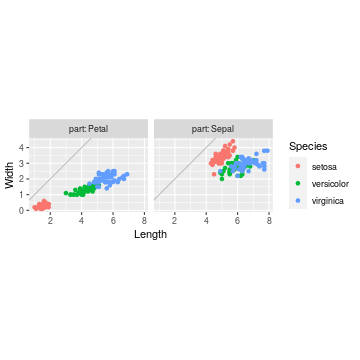 part: Petal
part: Sepal
4
3
2
1
0
2
4
6
8
2
4
6
8
Width
Length
Species
setosa
versicolor
virginica